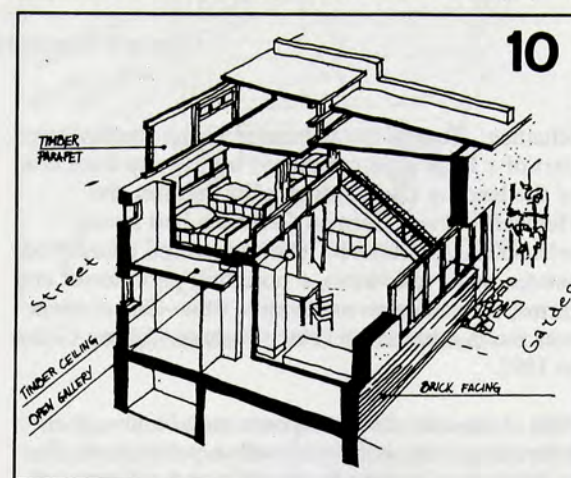 10
TIMBER
PARAPET
Street
TIMBER CEILING
OPEN GALLERY
Garden
BRICK FACING